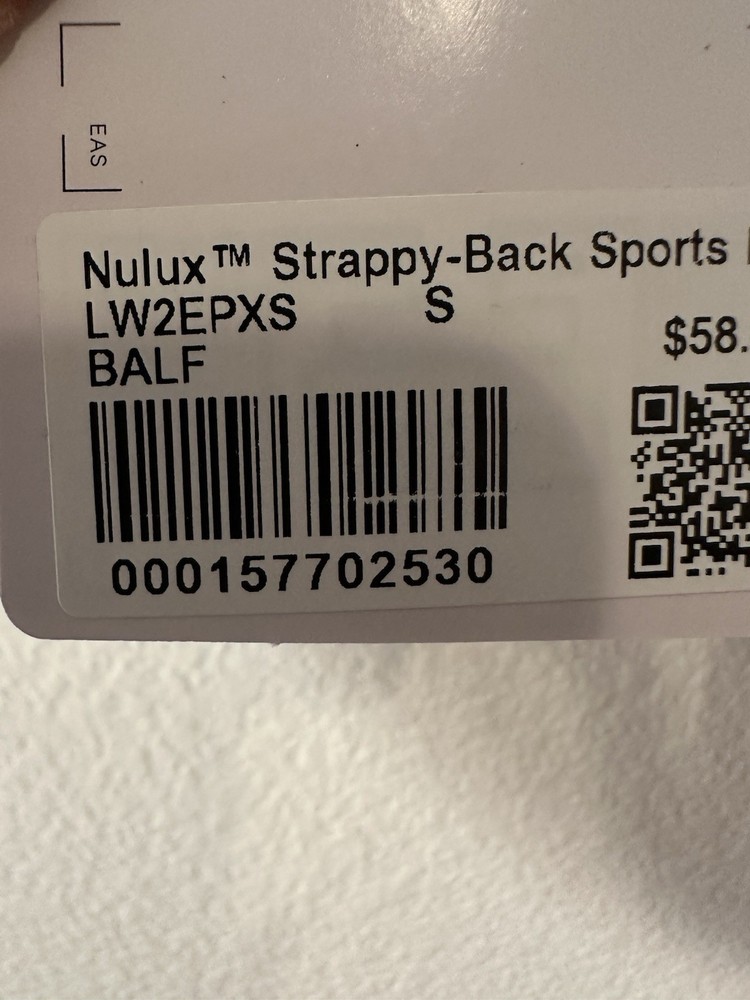 EAS
Nulux™ Strappy-Back Sports
LW2EPXS S
$58.
BALF
000157702530